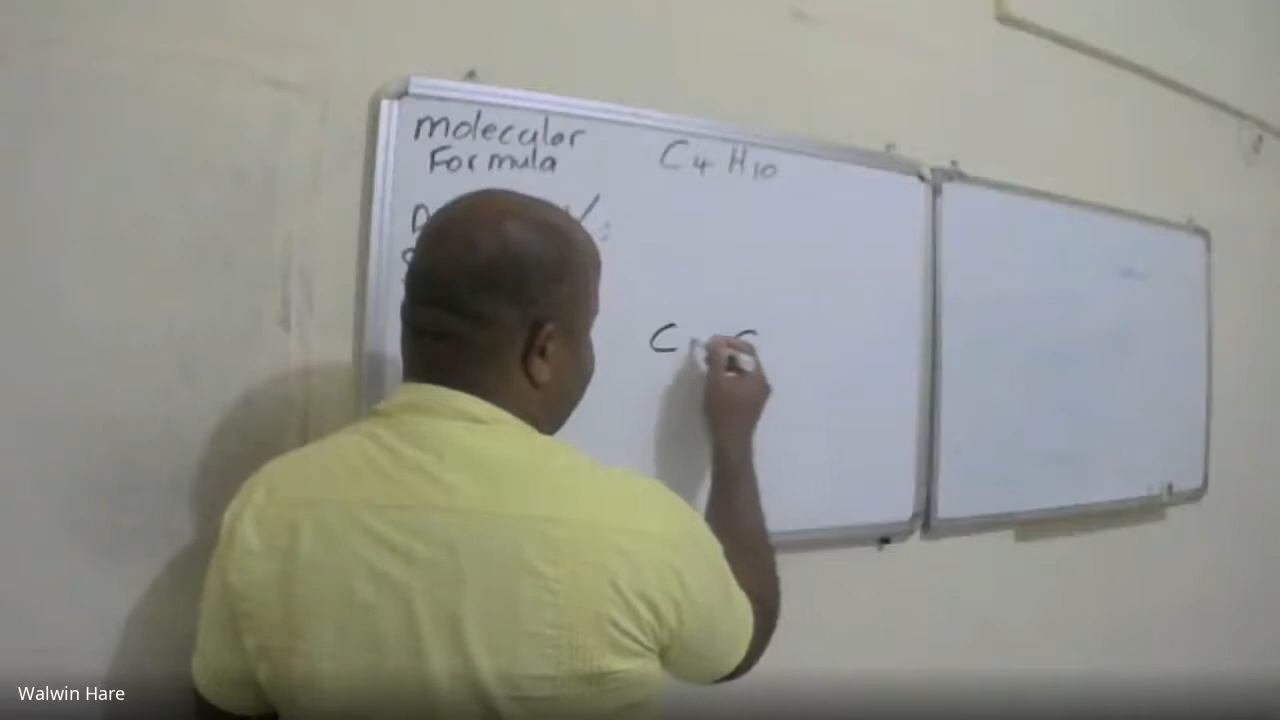 molecular
Formula
C4 H10
C C
Walwin Hare